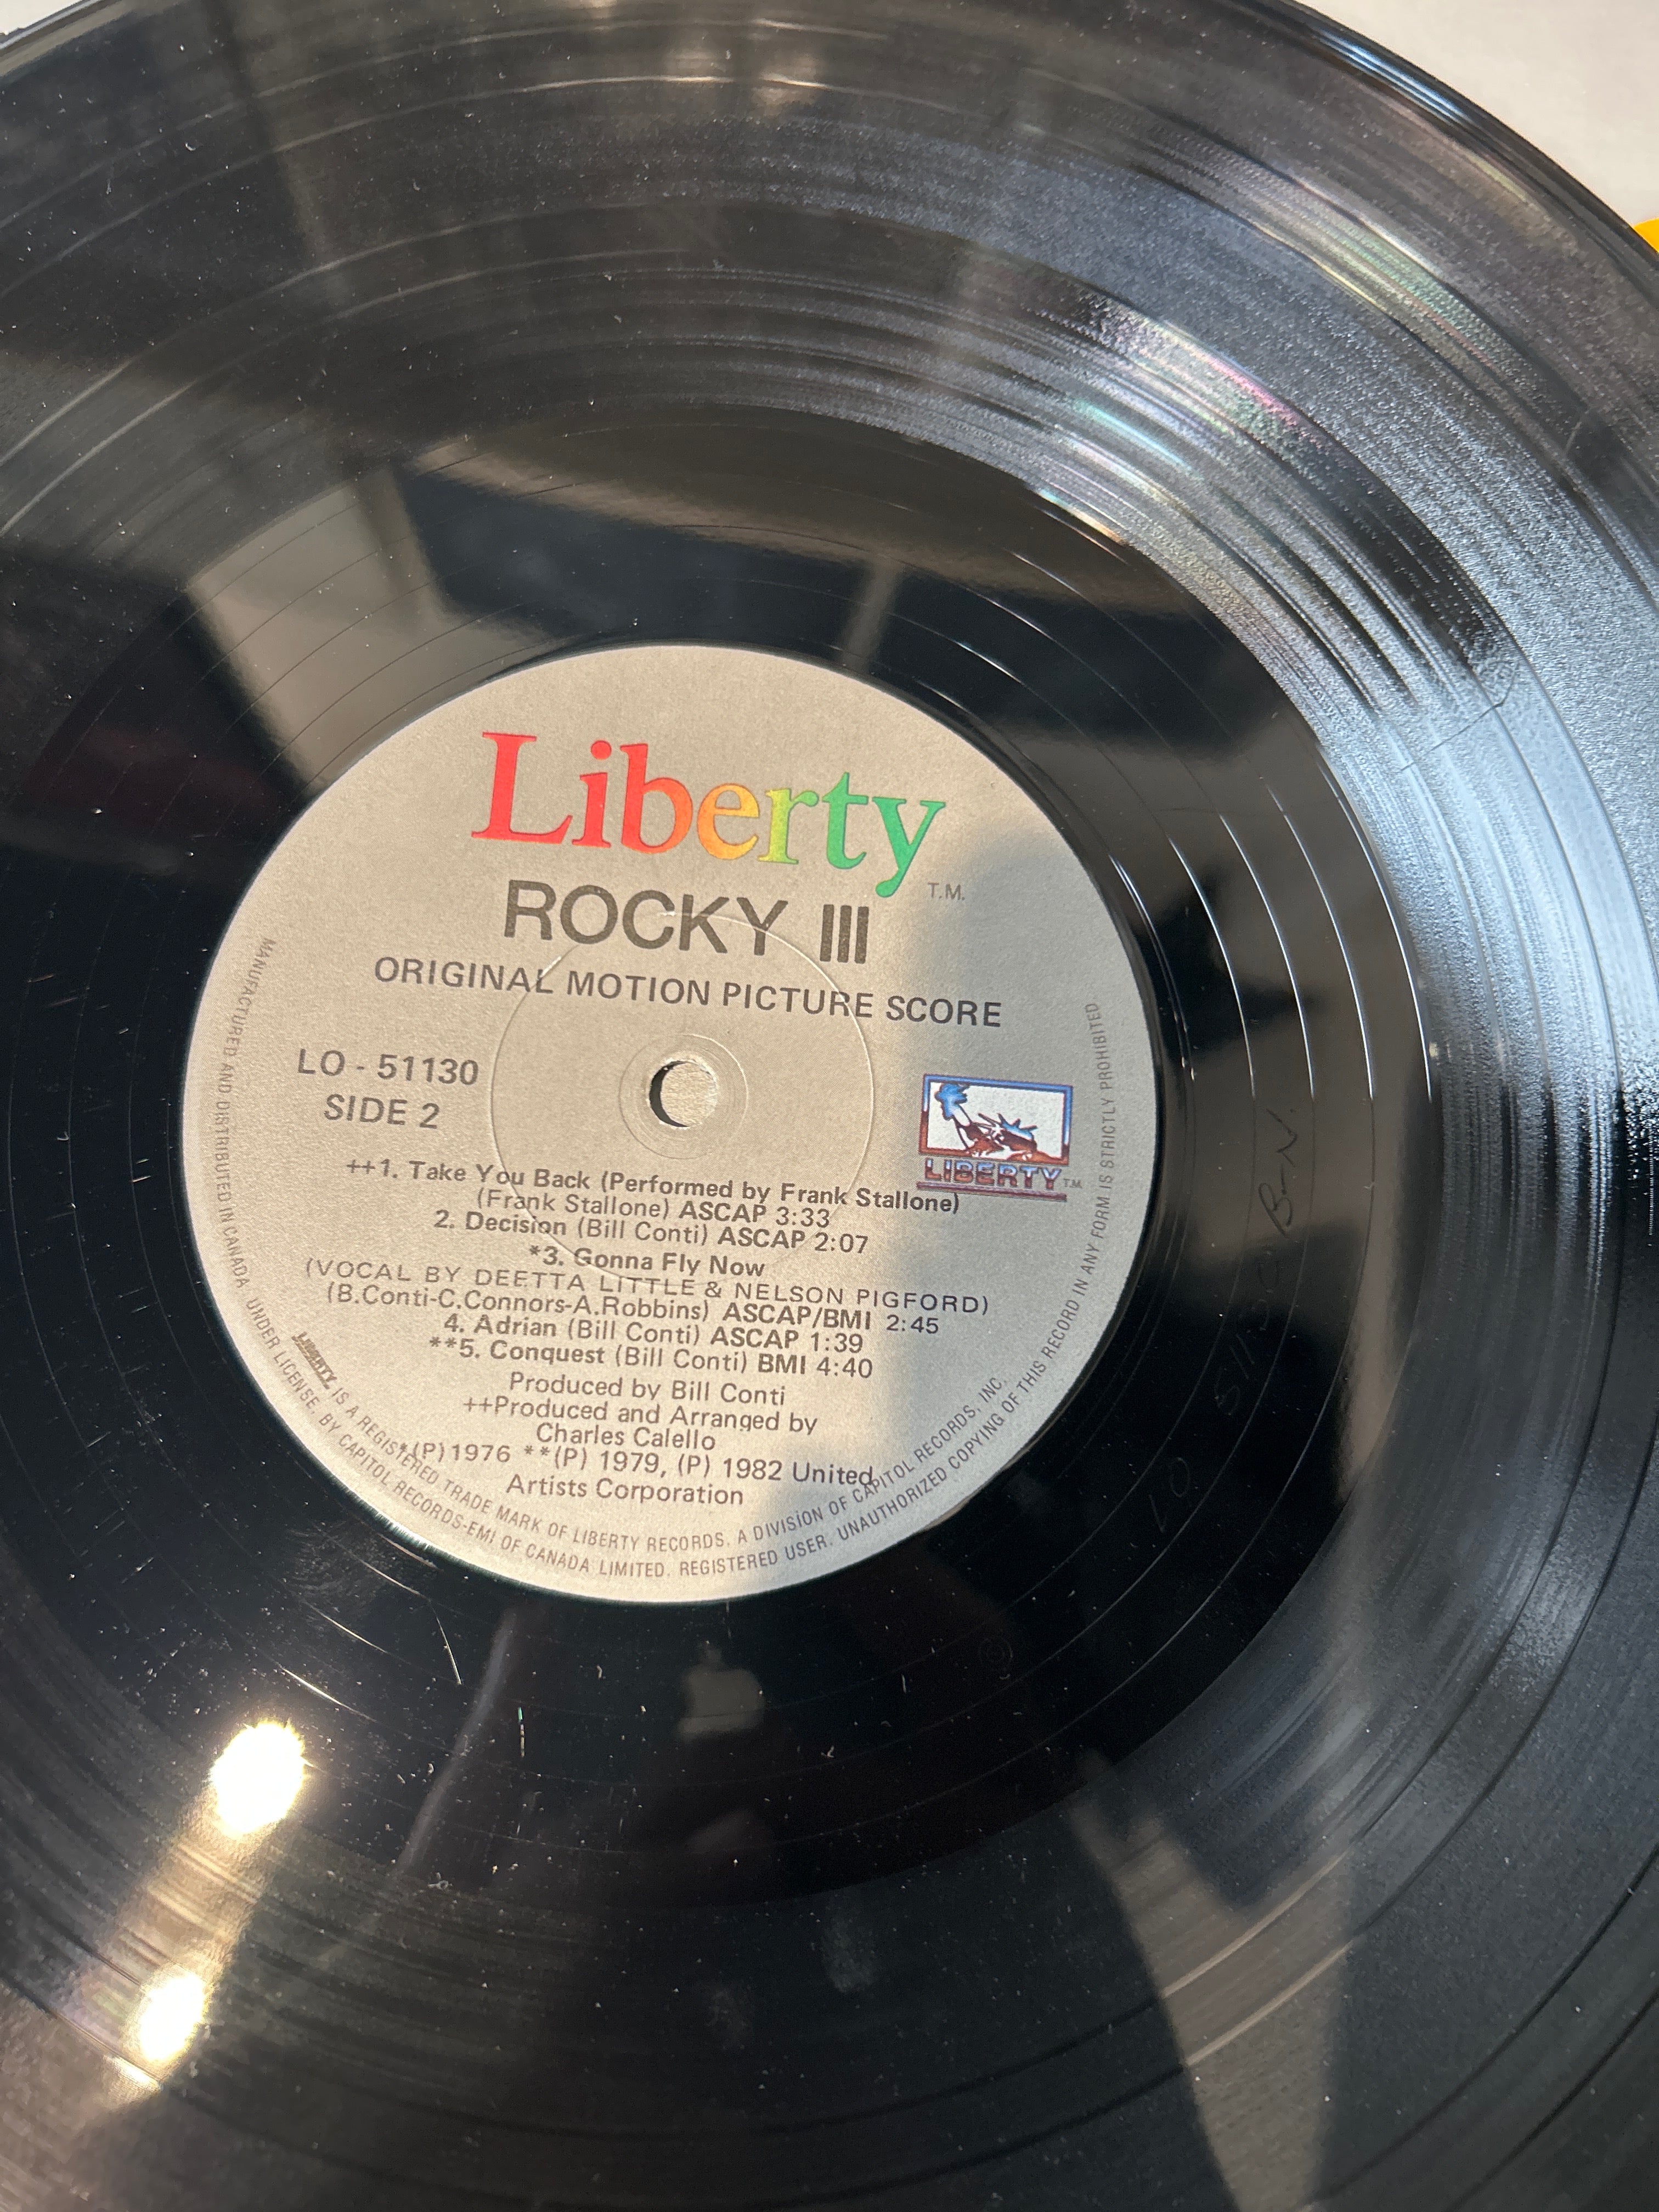 Liberty
T.M.
ROCKY III
ORIGINAL MOTION PICTURE SCORE
LO - 51130
SIDE 2
LIBERTY T.M.
++1. Take You Back (Performed by Frank Stallone)
(Frank Stallone) ASCAP 3:33
2. Decision (Bill Conti) ASCAP 2:07
*3. Gonna Fly Now
(VOCAL BY DEETTA LITTLE & NELSON PIGFORD)
(B.Conti-C.Connors-A.Robbins) ASCAP/BMI 2:45
4. Adrian (Bill Conti) ASCAP 1:39
**5. Conquest (Bill Conti) BMI 4:40
Produced by Bill Conti
++Produced and Arranged by
Charles Calello
*(P)1976 **(P) 1979, (P) 1982 United
Artists Corporation
MANUFACTURED AND DISTRIBUTED IN CANADA, UNDER LICENSE, BY CAPITOL RECORDS-EMI OF CANADA LIMITED. REGISTERED USER. UNAUTHORIZED COPYING OF THIS RECORD IN ANY FORM IS STRICTLY PROHIBITED
LIBERTY IS A REGISTERED TRADE MARK OF LIBERTY RECORDS, A DIVISION OF CAPITOL RECORDS, INC.